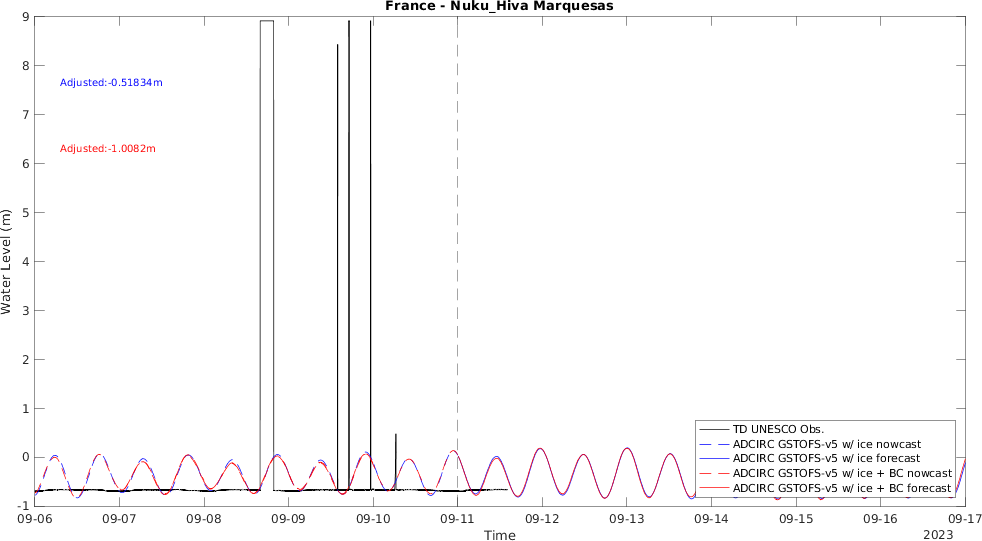 France - Nuku_Hiva Marquesas
9
8
7
6
5
4
3
2
1
0
-1
Water Level (m)
Adjusted:-0.51834m
Adjusted:-1.0082m
TD UNESCO Obs.
ADCIRC GSTOFS-v5 w/ ice nowcast
ADCIRC GSTOFS-v5 w/ ice forecast
ADCIRC GSTOFS-v5 w/ ice + BC nowcast
ADCIRC GSTOFS-v5 w/ ice + BC forecast
09-06 09-07 09-08 09-09 09-10 09-11 09-12 09-13 09-14 09-15 09-16 09-17
Time
2023